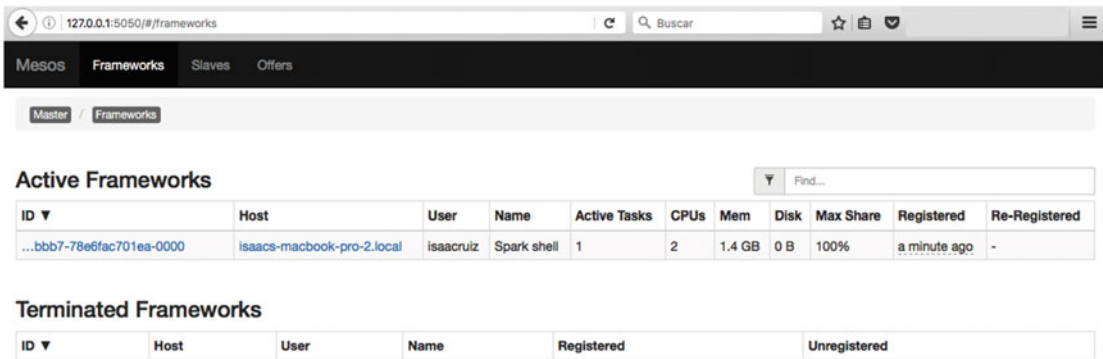 127.0.0.1:5050/#/frameworks Buscar
Mesos Frameworks Slaves Offers
Master / Frameworks
Active Frameworks Find...
ID ▼ Host User Name Active Tasks CPUs Mem Disk Max Share Registered Re-Registered
...bbb7-78e6fac701ea-0000 isaacs-macbook-pro-2.local isaacruiz Spark shell 1 2 1.4 GB 0 B 100% a minute ago -
Terminated Frameworks
ID ▼ Host User Name Registered Unregistered